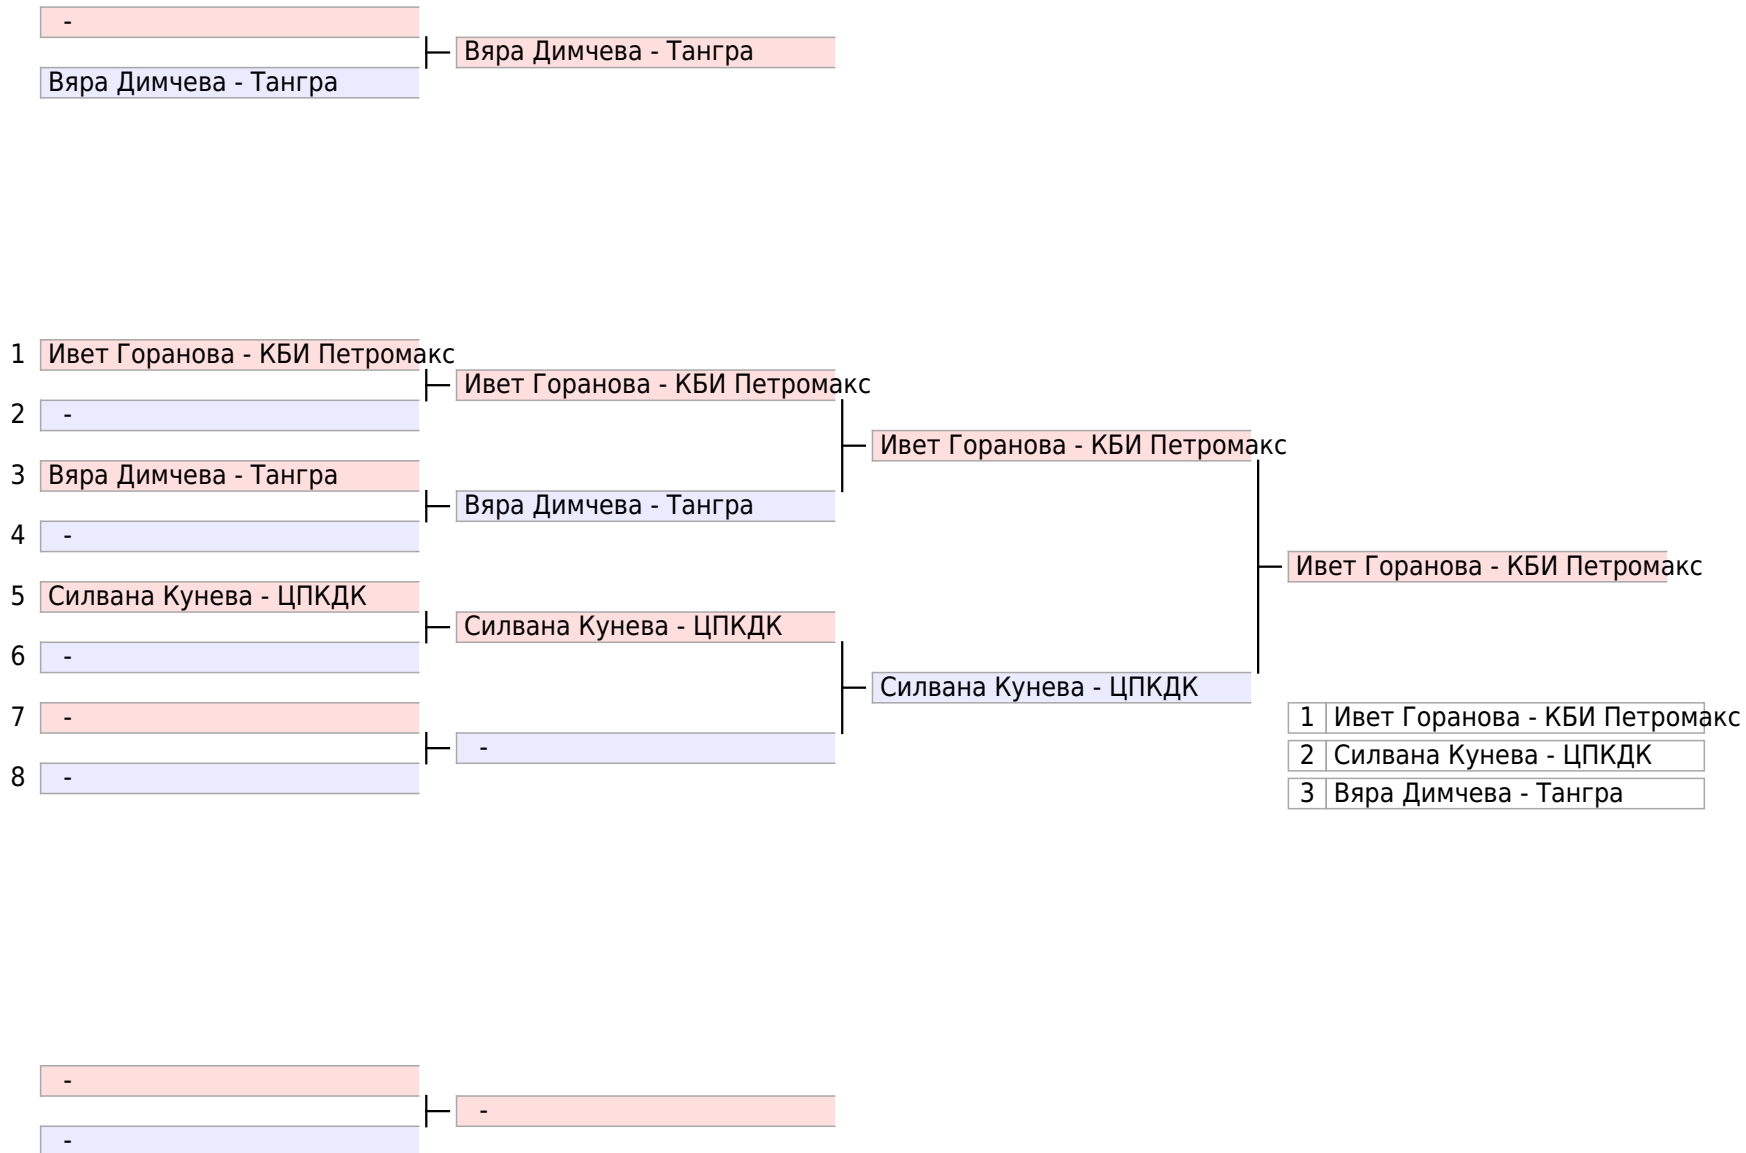 -
Вяра Димчева - Тангра
Вяра Димчева - Тангра
1 Ивет Горанова - КБИ Петромакс
Ивет Горанова - КБИ Петромакс
2 -
Ивет Горанова - КБИ Петромакс
3 Вяра Димчева - Тангра
Вяра Димчева - Тангра
4 -
Ивет Горанова - КБИ Петромакс
5 Силвана Кунева - ЦПКДК
Силвана Кунева - ЦПКДК
6 -
Силвана Кунева - ЦПКДК
7 -
1 Ивет Горанова - КБИ Петромакс
-
2 Силвана Кунева - ЦПКДК
8 -
3 Вяра Димчева - Тангра
-
-
-